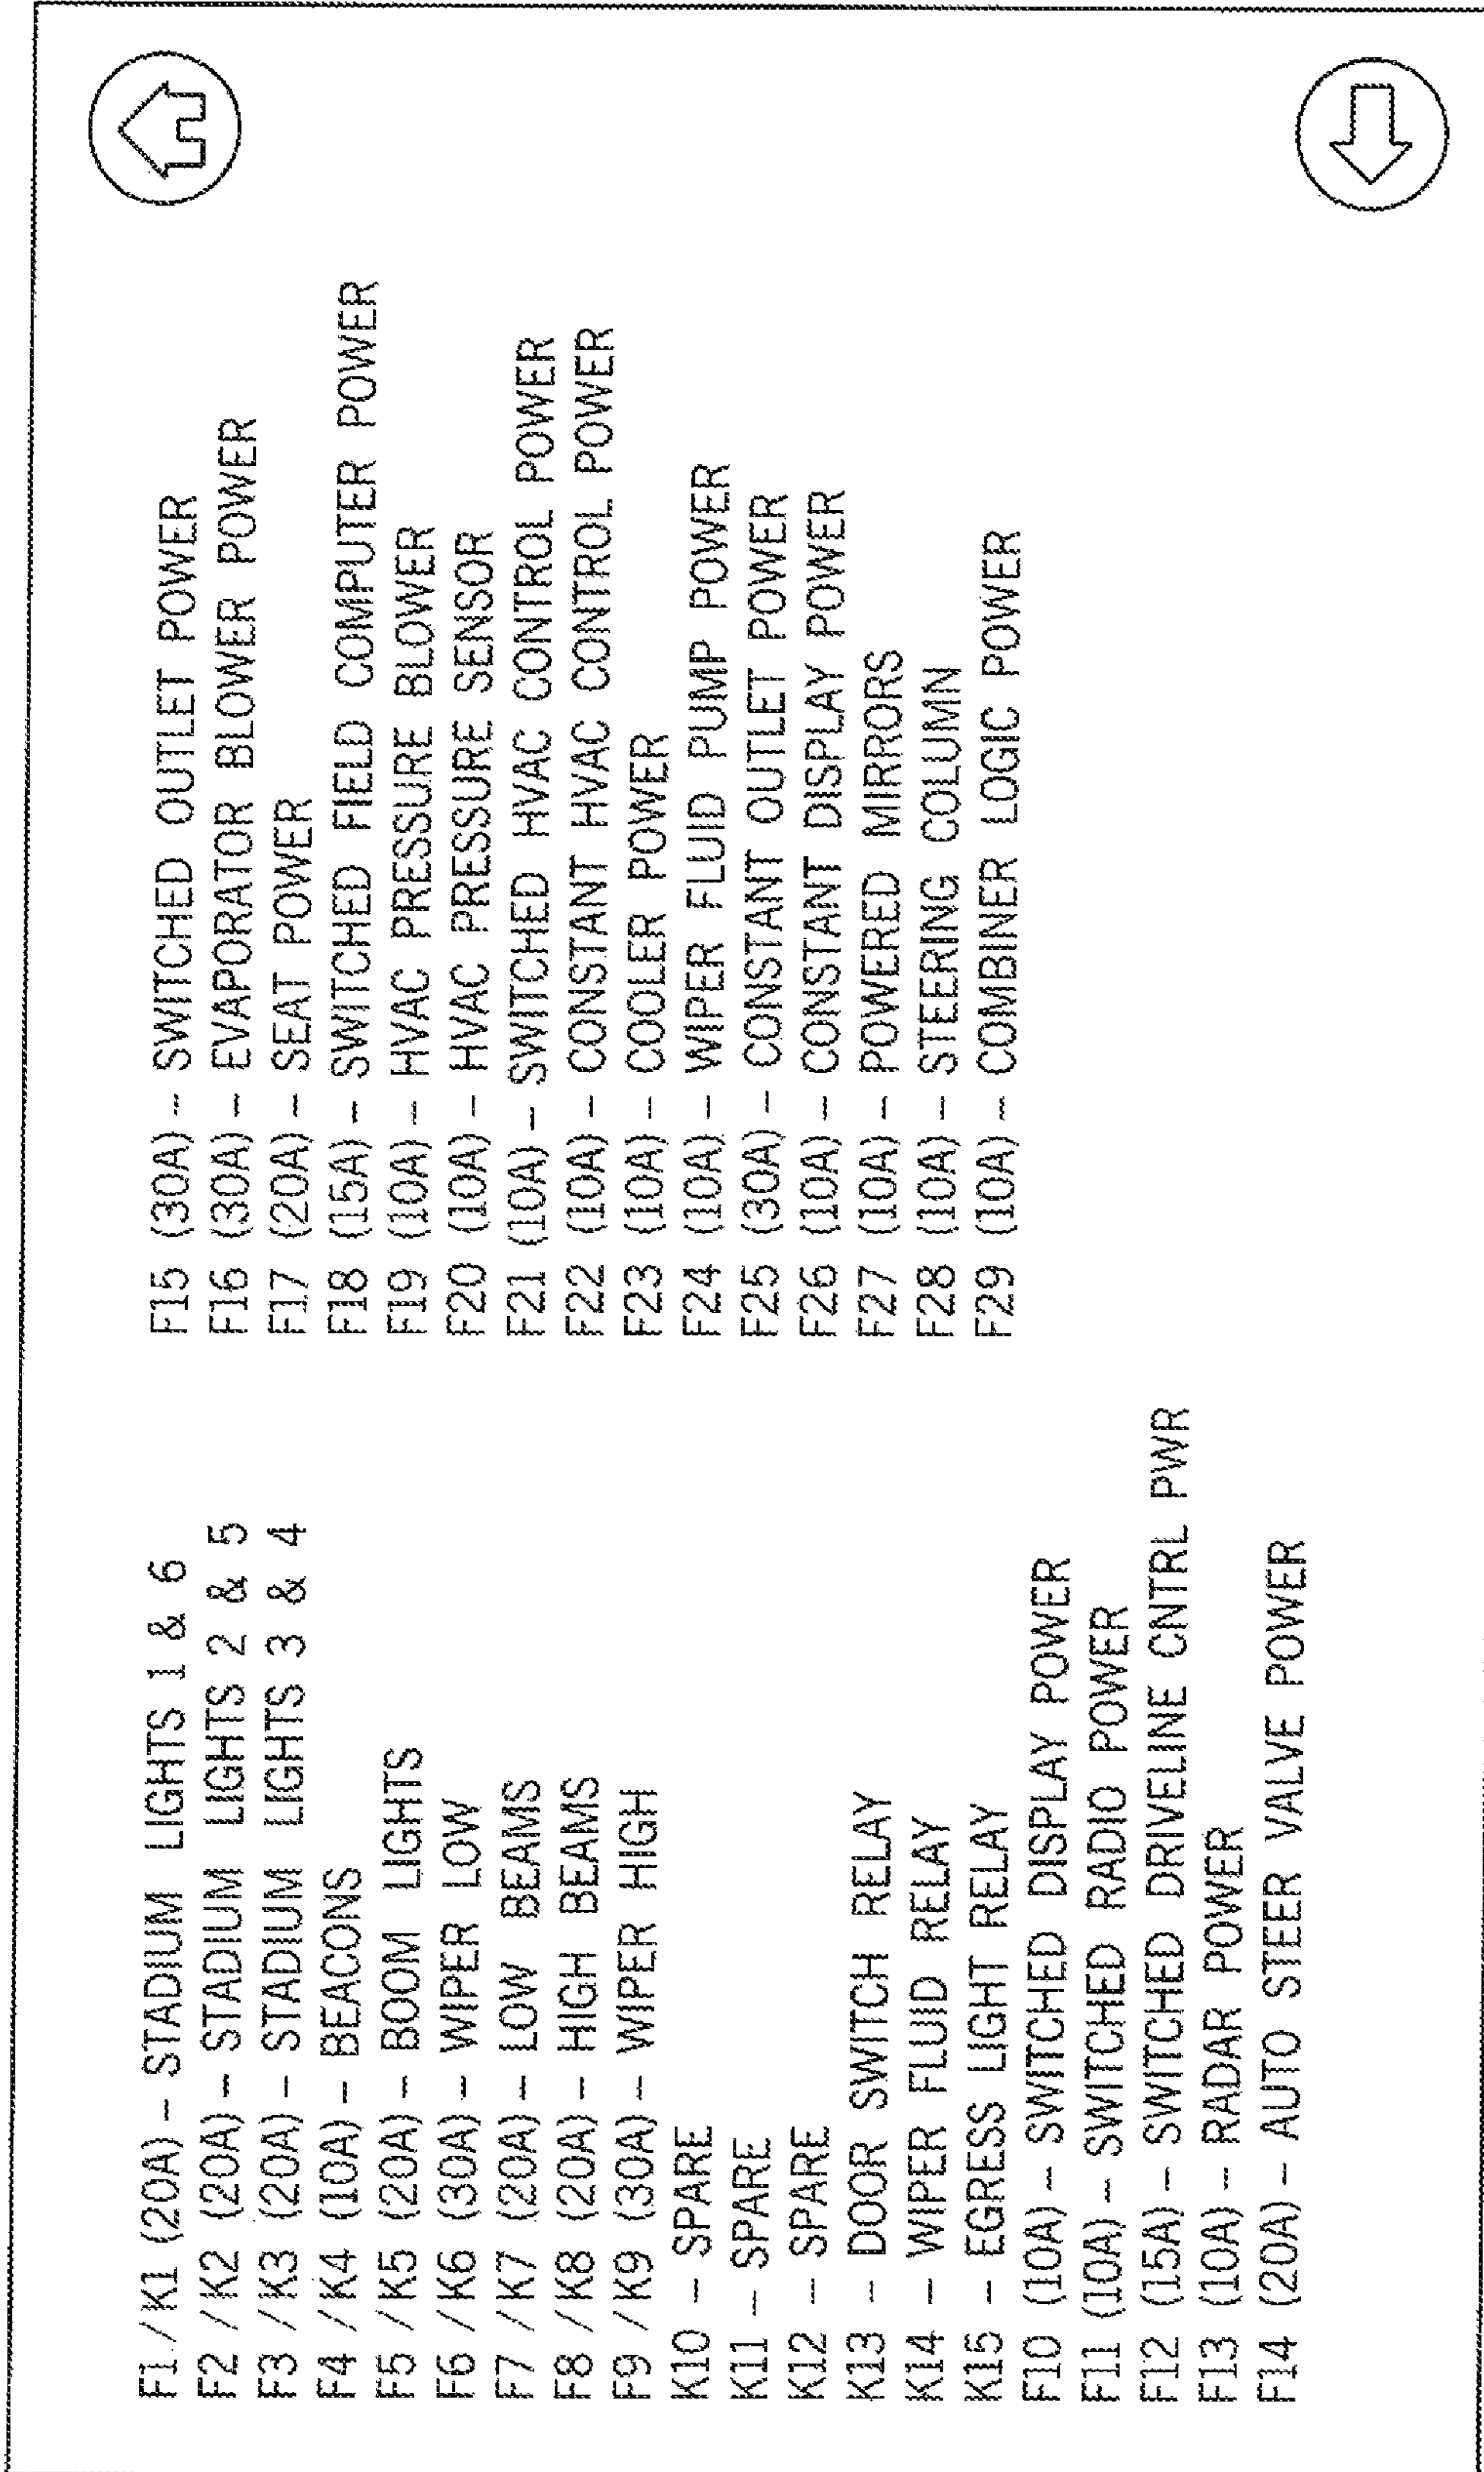 F1/K1 (20A) - STADIUM LIGHTS 1 & 6
F2/K2 (20A) - STADIUM LIGHTS 2 & 5
F3/K3 (20A) - STADIUM LIGHTS 3 & 4
F4/K4 (10A) - BEACONS
F5/K5 (20A) - BOOM LIGHTS
F6/K6 (30A) - WIPER LOW
F7/K7 (20A) - LOW BEAMS
F8/K8 (20A) - HIGH BEAMS
F9/K9 (30A) - WIPER HIGH
K10 - SPARE
K11 - SPARE
K12 - SPARE
K13 - DOOR SWITCH RELAY
K14 - WIPER FLUID RELAY
K15 - EGRESS LIGHT RELAY
F10 (10A) - SWITCHED DISPLAY POWER
F11 (10A) - SWITCHED RADIO POWER
F12 (15A) - SWITCHED DRIVELINE CNTRL PWR
F13 (10A) - RADAR POWER
F14 (20A) - AUTO STEER VALVE POWER
F15 (30A) - SWITCHED OUTLET POWER
F16 (30A) - EVAPORATOR BLOWER POWER
F17 (20A) - SEAT POWER
F18 (15A) - SWITCHED FIELD COMPUTER POWER
F19 (10A) - HVAC PRESSURE BLOWER
F20 (10A) - HVAC PRESSURE SENSOR
F21 (10A) - SWITCHED HVAC CONTROL POWER
F22 (10A) - CONSTANT HVAC CONTROL POWER
F23 (10A) - COOLER POWER
F24 (10A) - WIPER FLUID PUMP POWER
F25 (30A) - CONSTANT OUTLET POWER
F26 (10A) - CONSTANT DISPLAY POWER
F27 (10A) - POWERED MIRRORS
F28 (10A) - STEERING COLUMN
F29 (10A) - COMBINER LOGIC POWER